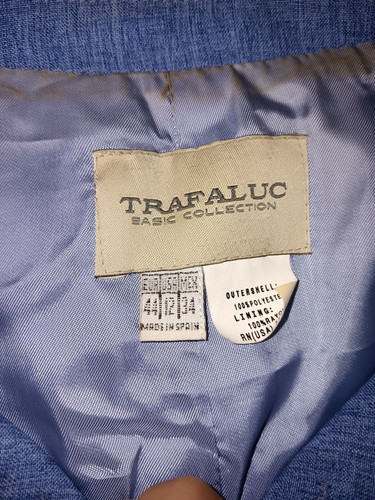 TRAFALUC
BASIC COLLECTION
EUR USA MEX
44 12 34
MADE IN SPAIN
OUTERSHELL:
100%POLYESTE
LINING:
100%RAYO
RN(USA)